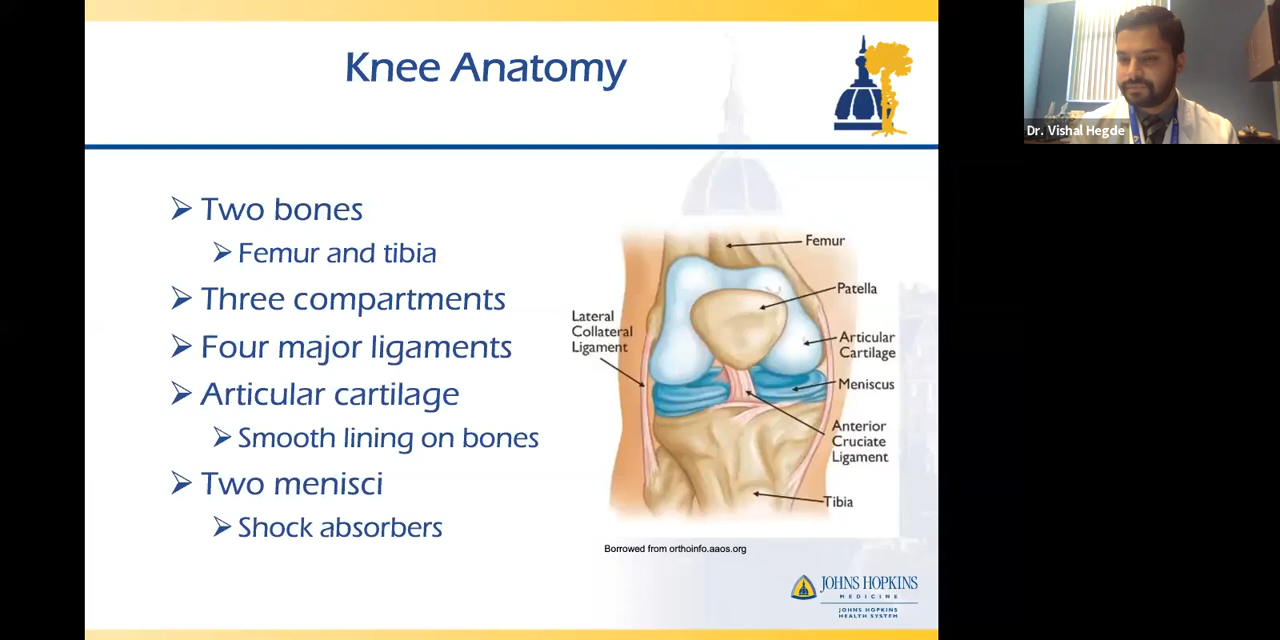 Knee Anatomy
Dr. Vishal Hegde
Two bones
Femur and tibia
Three compartments
Four major ligaments
Articular cartilage
Smooth lining on bones
Two menisci
Shock absorbers
Femur
Patella
Lateral
Collateral
Ligament
Articular
Cartilage
Meniscus
Anterior
Cruciate
Ligament
Tibia
Borrowed from orthoinfo.aaos.org
JOHNS HOPKINS
MEDICINE
JOHNS HOPKINS
HEALTH SYSTEM